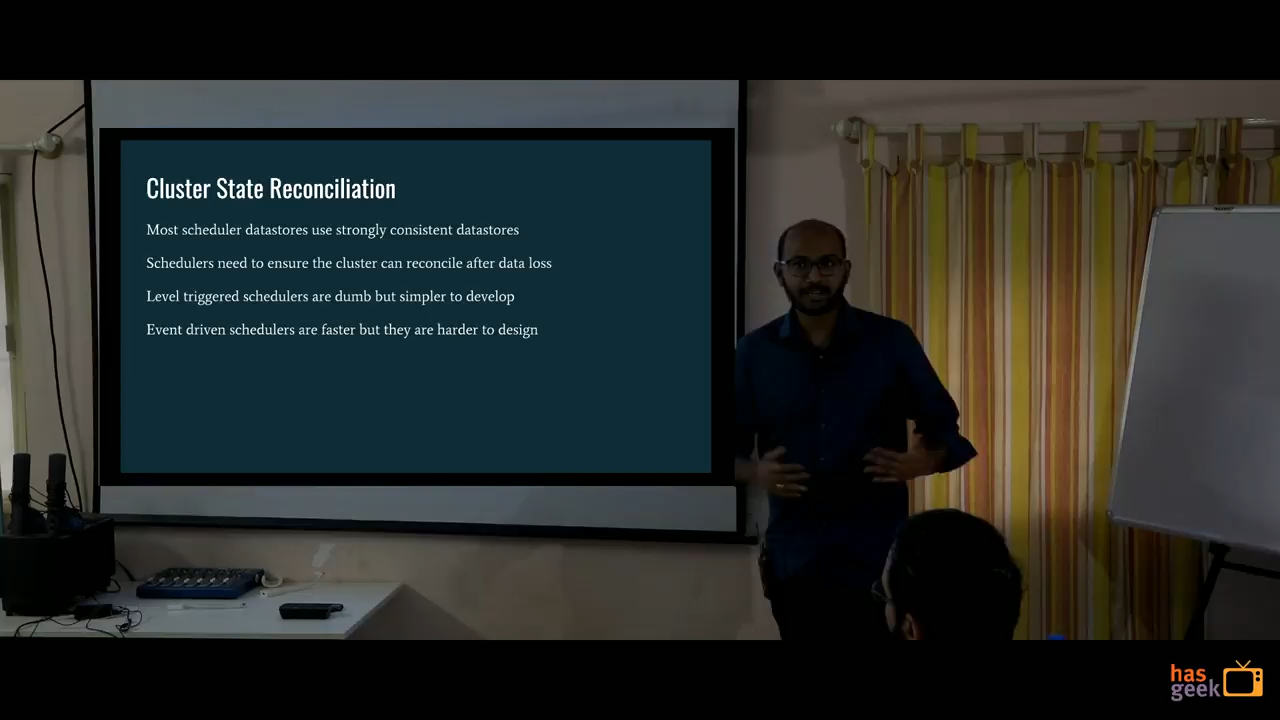 Cluster State Reconciliation
Most scheduler datastores use strongly consistent datastores
Schedulers need to ensure the cluster can reconcile after data loss
Level triggered schedulers are dumb but simpler to develop
Event driven schedulers are faster but they are harder to design
has
geek